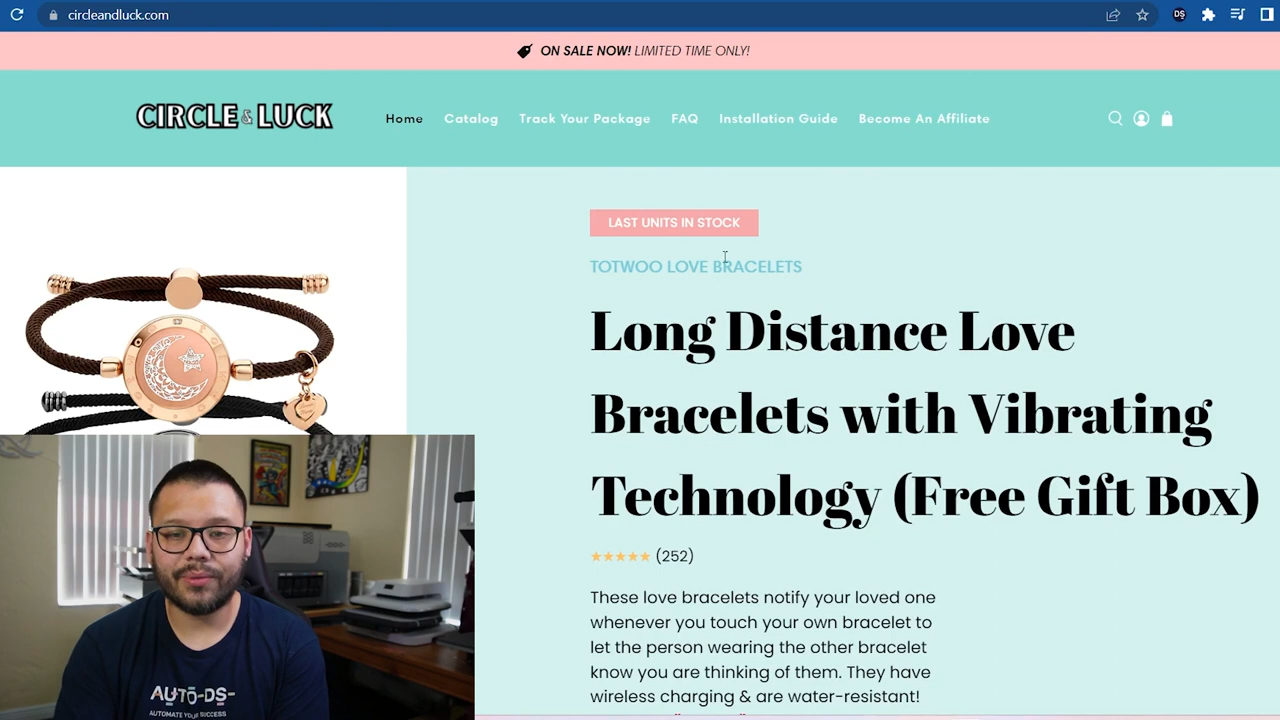 circleandluck.com
ON SALE NOW! LIMITED TIME ONLY!
CIRCLE & LUCK
Home Catalog Track Your Package FAQ Installation Guide Become An Affiliate
LAST UNITS IN STOCK
TOTWOO LOVE BRACELETS
Long Distance Love
Bracelets with Vibrating
Technology (Free Gift Box)
★★★★★ (252)
These love bracelets notify your loved one
whenever you touch your own bracelet to
let the person wearing the other bracelet
know you are thinking of them. They have
wireless charging & are water-resistant!
AUTO-DS-
AUTOMATE YOUR SUCCESS